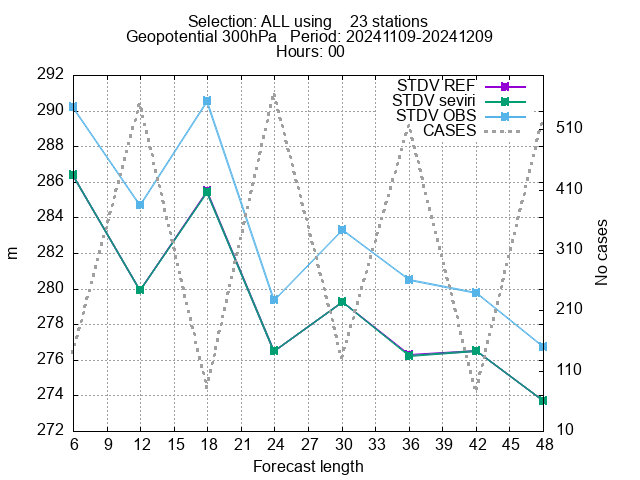 Selection: ALL using    23 stations
Geopotential 300hPa   Period: 20241109-20241209
Hours: 00
STDV REF
STDV seviri
STDV OBS
CASES
292
290
288
286
284
282
280
278
276
274
272
m
510
410
310
210
110
10
No cases
6 9 12 15 18 21 24 27 30 33 36 39 42 45 48
Forecast length